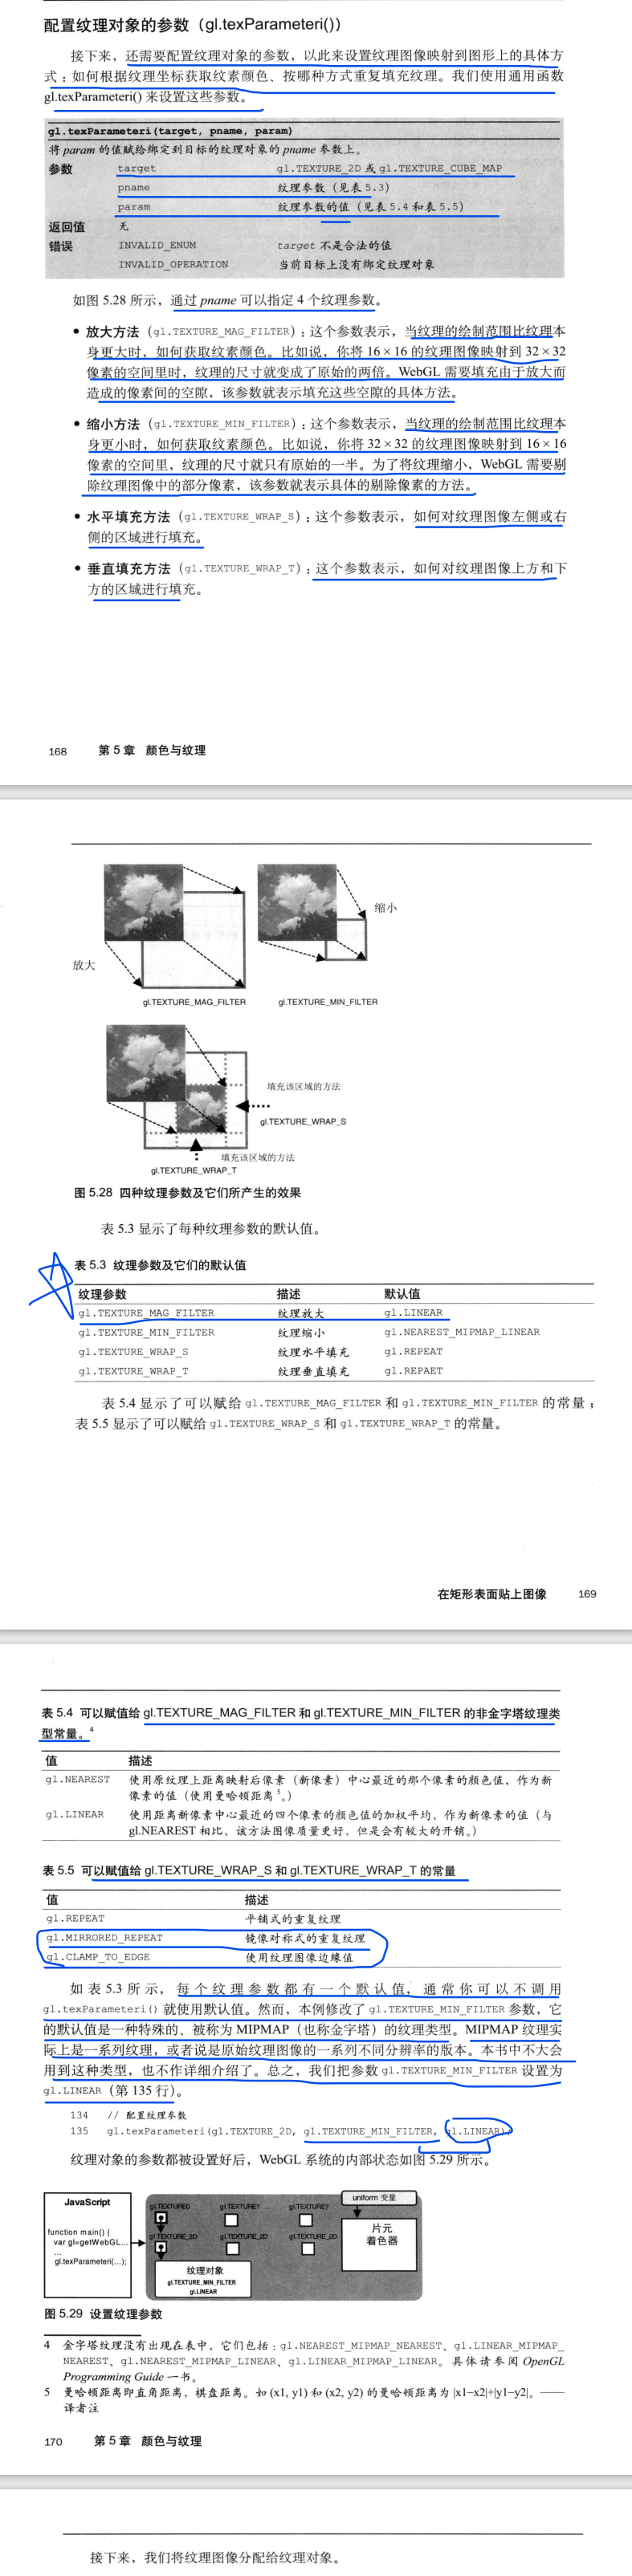 配置纹理对象的参数（gl.texParameteri()）
接下来，还需要配置纹理对象的参数，以此来设置纹理图像映射到图形上的具体方
式：如何根据纹理坐标获取纹素颜色、按哪种方式重复填充纹理。我们使用通用函数
gl.texParameteri() 来设置这些参数。
gl.texParameteri(target, pname, param)
将 param 的值赋给绑定到目标的纹理对象的 pname 参数上。
参数 target gl.TEXTURE_2D 或 gl.TEXTURE_CUBE_MAP
pname 纹理参数（见表 5.3）
param 纹理参数的值（见表 5.4 和表 5.5）
返回值 无
错误 INVALID_ENUM target 不是合法的值
INVALID_OPERATION 当前目标上没有绑定纹理对象
如图 5.28 所示，通过 pname 可以指定 4 个纹理参数。
• 放大方法（gl.TEXTURE_MAG_FILTER）：这个参数表示，当纹理的绘制范围比纹理本
身更大时，如何获取纹素颜色。比如说，你将 16×16 的纹理图像映射到 32×32
像素的空间里时，纹理的尺寸就变成了原始的两倍。WebGL 需要填充由于放大而
造成的像素间的空隙，该参数就表示填充这些空隙的具体方法。
• 缩小方法（gl.TEXTURE_MIN_FILTER）：这个参数表示，当纹理的绘制范围比纹理本
身更小时，如何获取纹素颜色。比如说，你将 32×32 的纹理图像映射到 16×16
像素的空间里，纹理的尺寸就只有原始的一半。为了将纹理缩小，WebGL 需要剔
除纹理图像中的部分像素，该参数就表示具体的剔除像素的方法。
• 水平填充方法（gl.TEXTURE_WRAP_S）：这个参数表示，如何对纹理图像左侧或右
侧的区域进行填充。
• 垂直填充方法（gl.TEXTURE_WRAP_T）：这个参数表示，如何对纹理图像上方和下
方的区域进行填充。
168 第 5 章 颜色与纹理
缩小
放大
gl.TEXTURE_MAG_FILTER gl.TEXTURE_MIN_FILTER
填充该区域的方法
gl.TEXTURE_WRAP_S
填充该区域的方法
gl.TEXTURE_WRAP_T
图 5.28 四种纹理参数及它们所产生的效果
表 5.3 显示了每种纹理参数的默认值。
表 5.3 纹理参数及它们的默认值
纹理参数 描述 默认值
gl.TEXTURE_MAG_FILTER 纹理放大 gl.LINEAR
gl.TEXTURE_MIN_FILTER 纹理缩小 gl.NEAREST_MIPMAP_LINEAR
gl.TEXTURE_WRAP_S 纹理水平填充 gl.REPEAT
gl.TEXTURE_WRAP_T 纹理垂直填充 gl.REPAET
表 5.4 显示了可以赋给 gl.TEXTURE_MAG_FILTER 和 gl.TEXTURE_MIN_FILTER 的常量；
表 5.5 显示了可以赋给 gl.TEXTURE_WRAP_S 和 gl.TEXTURE_WRAP_T 的常量。
在矩形表面贴上图像 169
表 5.4 可以赋值给 gl.TEXTURE_MAG_FILTER 和 gl.TEXTURE_MIN_FILTER 的非金字塔纹理类
型常量。4
值 描述
gl.NEAREST 使用原纹理上距离映射后像素（新像素）中心最近的那个像素的颜色值，作为新
像素的值（使用曼哈顿距离5。）
gl.LINEAR 使用距离新像素中心最近的四个像素的颜色值的加权平均，作为新像素的值（与
gl.NEAREST 相比，该方法图像质量更好，但是会有较大的开销。）
表 5.5 可以赋值给 gl.TEXTURE_WRAP_S 和 gl.TEXTURE_WRAP_T 的常量
值 描述
gl.REPEAT 平铺式的重复纹理
gl.MIRRORED_REPEAT 镜像对称式的重复纹理
gl.CLAMP_TO_EDGE 使用纹理图像边缘值
如表 5.3 所示，每个纹理参数都有一个默认值，通常你可以不调用
gl.texParameteri() 就使用默认值。然而，本例修改了 gl.TEXTURE_MIN_FILTER 参数，它
的默认值是一种特殊的、被称为 MIPMAP（也称金字塔）的纹理类型。MIPMAP 纹理实
际上是一系列纹理，或者说是原始纹理图像的一系列不同分辨率的版本。本书中不大会
用到这种类型，也不作详细介绍了。总之，我们把参数 gl.TEXTURE_MIN_FILTER 设置为
gl.LINEAR（第 135 行）。
134 // 配置纹理参数
135 gl.texParameteri(gl.TEXTURE_2D, gl.TEXTURE_MIN_FILTER, gl.LINEAR);
纹理对象的参数都被设置好后，WebGL 系统的内部状态如图 5.29 所示。
JavaScript
function main() {
var gl=getWebGL...
...
gl.texParameteri(...);
gl.TEXTURE0 gl.TEXTURE1 gl.TEXTURE7
gl.TEXTURE_2D gl.TEXTURE_2D gl.TEXTURE_2D
纹理对象
gl.TEXTURE_MIN_FILTER
gl.LINEAR
uniform 变量
片元
着色器
图 5.29 设置纹理参数
4 金字塔纹理没有出现在表中，它们包括：gl.NEAREST_MIPMAP_NEAREST、gl.LINEAR_MIPMAP_
NEAREST、gl.NEAREST_MIPMAP_LINEAR、gl.LINEAR_MIPMAP_LINEAR。具体请参阅 OpenGL
Programming Guide 一书。
5 曼哈顿距离即直角距离，棋盘距离。如 (x1, y1) 和 (x2, y2) 的曼哈顿距离为 |x1−x2|+|y1−y2|。——
译者注
170 第 5 章 颜色与纹理
接下来，我们将纹理图像分配给纹理对象。